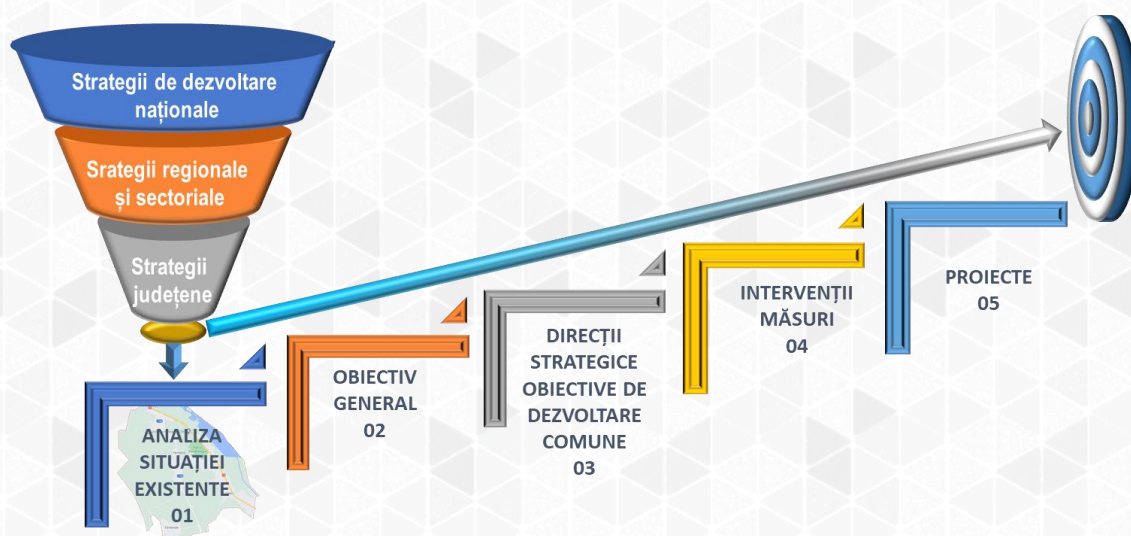 Strategii de dezvoltare
naționale
Srategii regionale
și sectoriale
Strategii
județene
ANALIZA
SITUAȚIEI
EXISTENTE
01
OBIECTIV
GENERAL
02
DIRECȚII
STRATEGICE
OBIECTIVE DE
DEZVOLTARE
COMUNE
03
INTERVENȚII
MĂSURI
04
PROIECTE
05